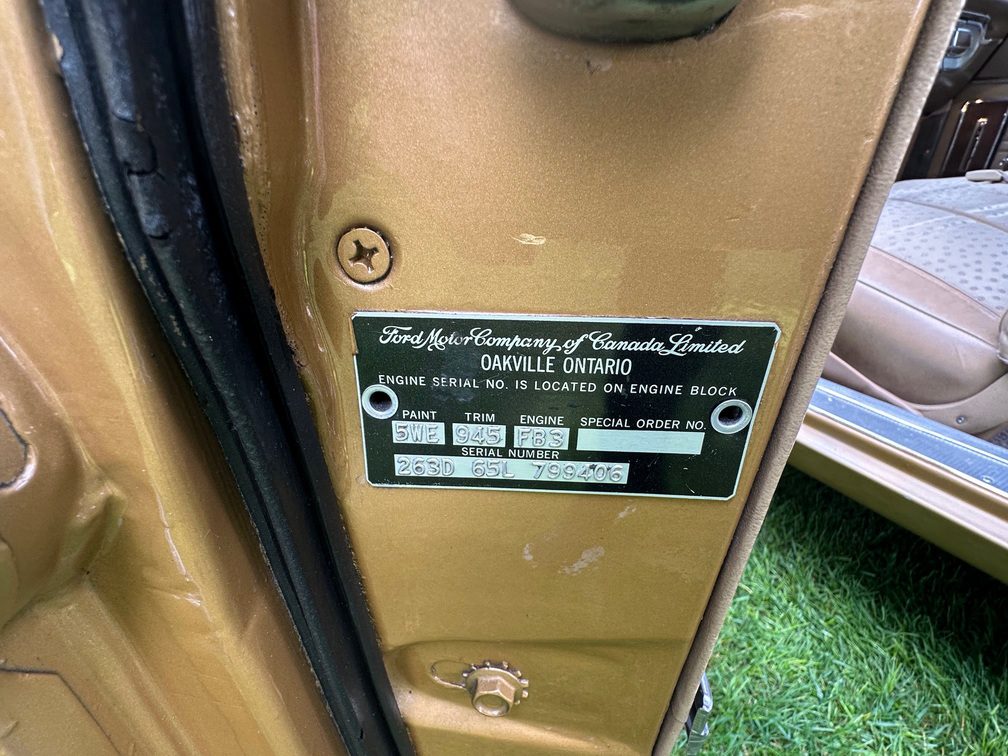 Ford Motor Company of Canada Limited
OAKVILLE ONTARIO
ENGINE SERIAL NO. IS LOCATED ON ENGINE BLOCK
PAINT TRIM ENGINE SPECIAL ORDER NO.
5WE 945 FB3
SERIAL NUMBER
263D 65L 799406